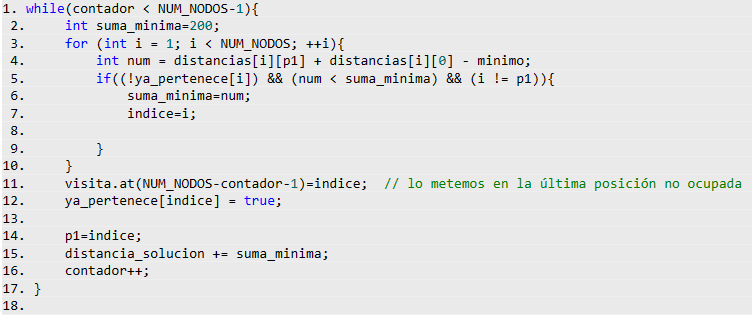 1. while(contador < NUM_NODOS-1){
2.     int suma_minima=200;
3.     for (int i = 1; i < NUM_NODOS; ++i){
4.         int num = distancias[i][p1] + distancias[i][0] - minimo;
5.         if((!ya_pertenece[i]) && (num < suma_minima) && (i != p1)){
6.             suma_minima=num;
7.             indice=i;
8.
9.         }
10.     }
11.     visita.at(NUM_NODOS-contador-1)=indice;  // lo metemos en la última posición no ocupada
12.     ya_pertenece[indice] = true;
13.
14.     p1=indice;
15.     distancia_solucion += suma_minima;
16.     contador++;
17. }
18.